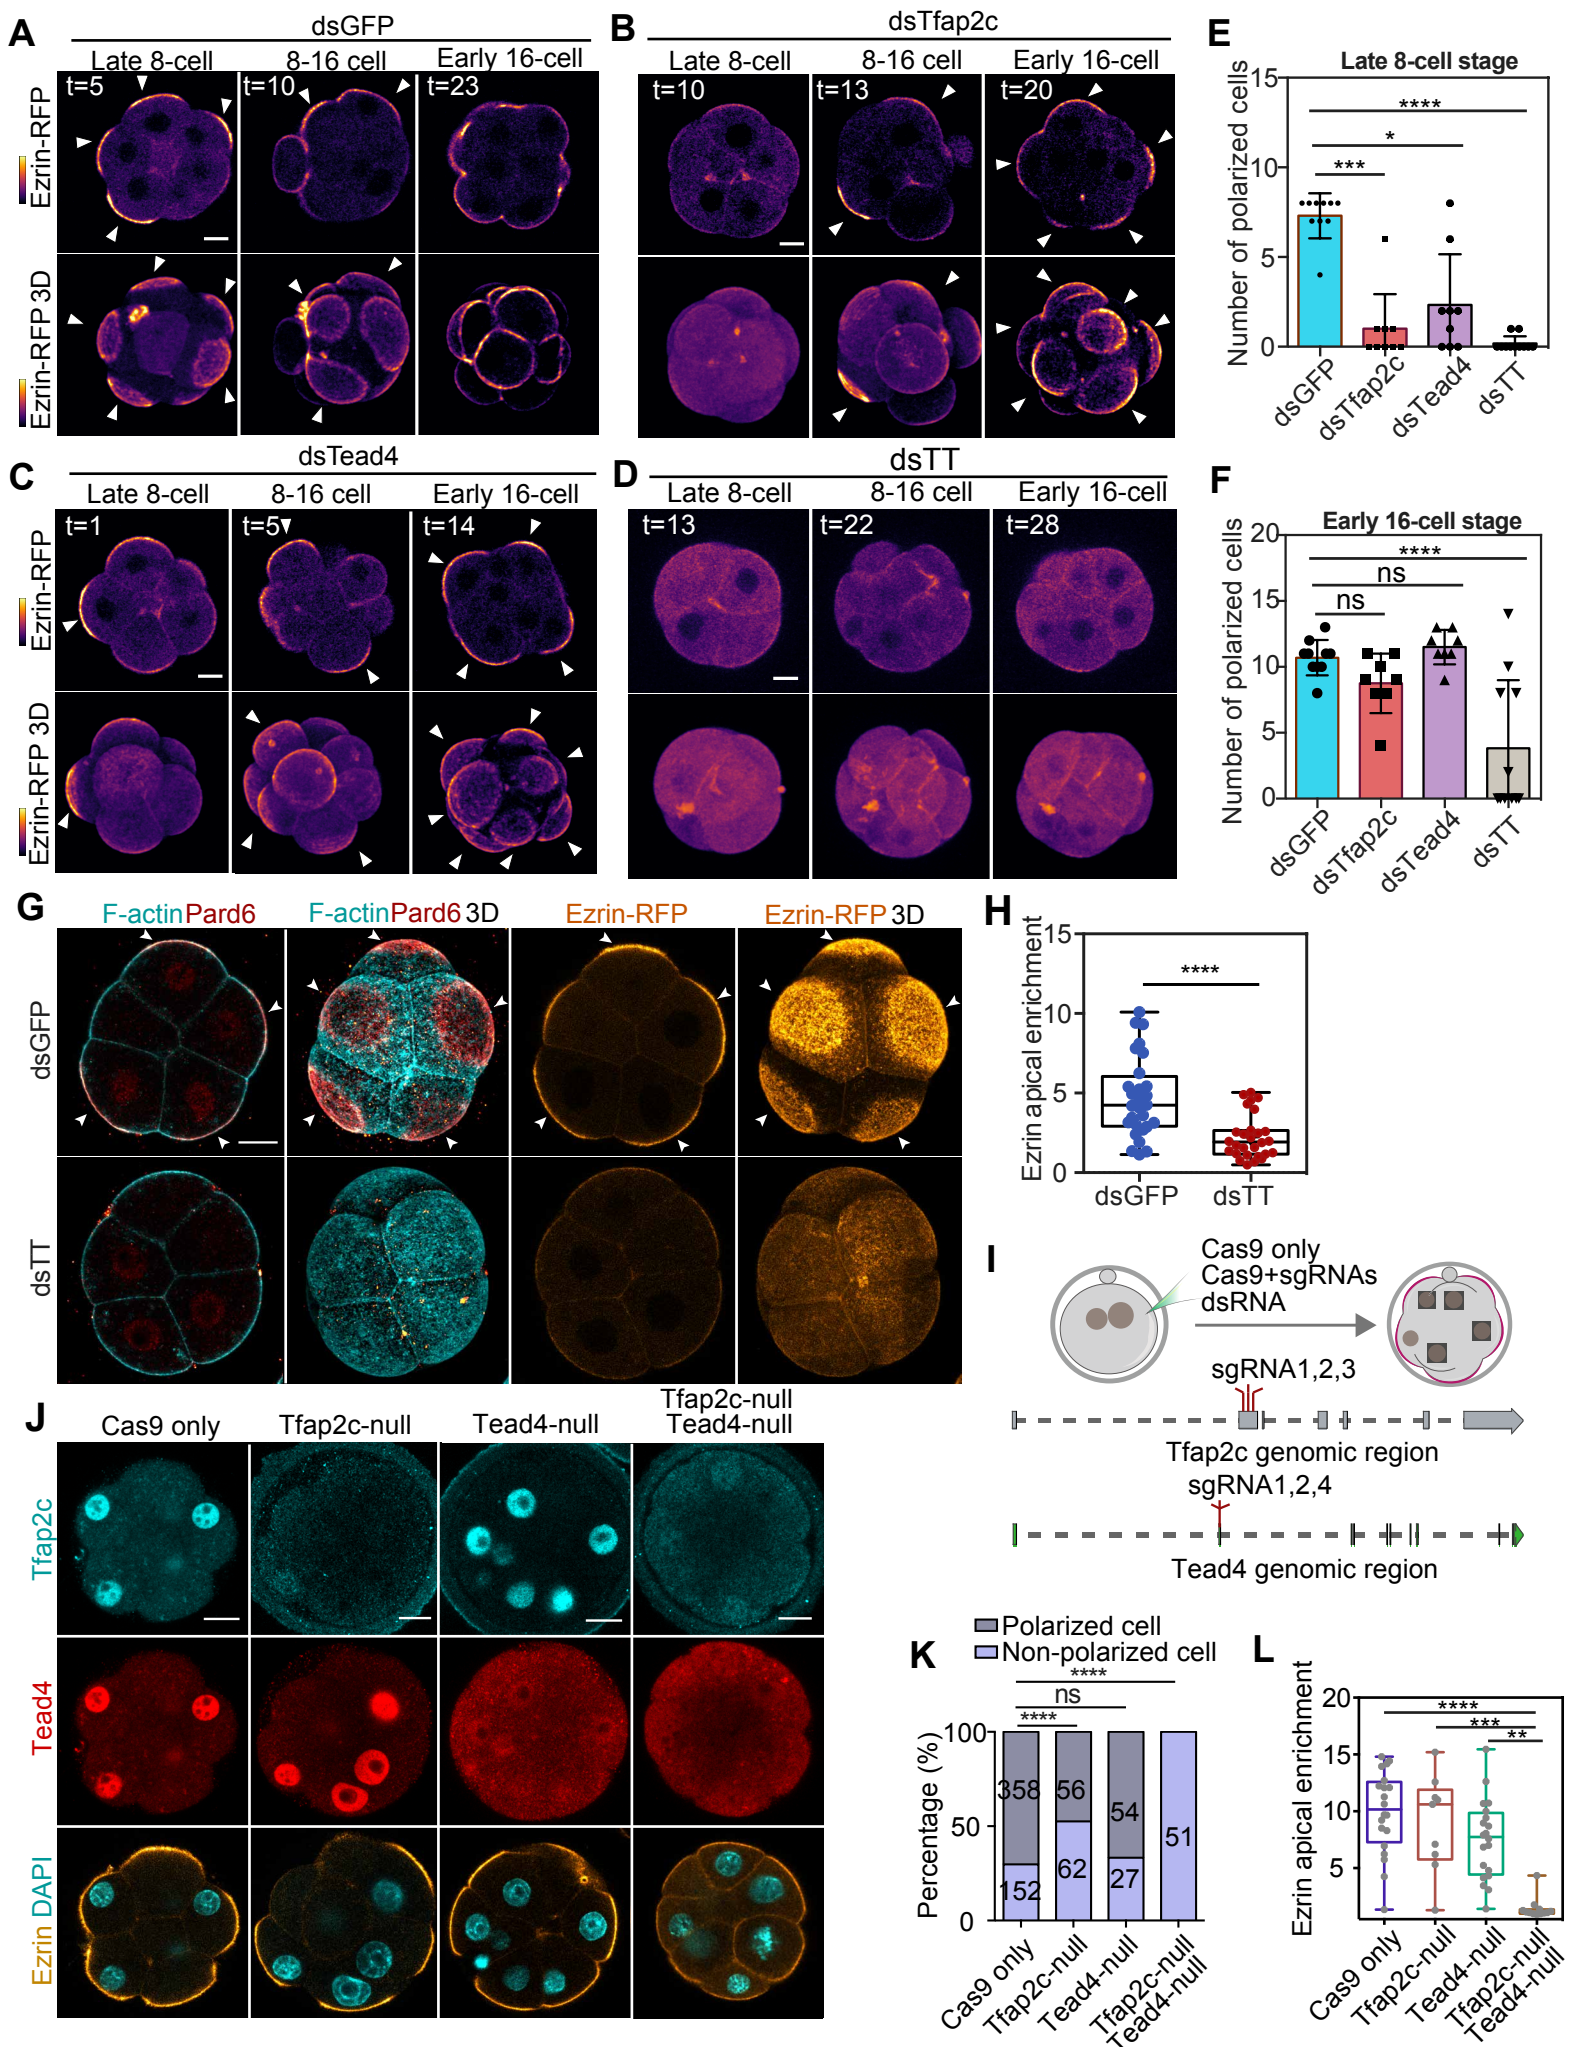 A
dsGFP
Late 8-cell
8-16 cell
Early 16-cell
t=5
t=10
t=23
Ezrin-RFP
Ezrin-RFP 3D
B
dsTfap2c
Late 8-cell
8-16 cell
Early 16-cell
t=10
t=13
t=20
E
Late 8-cell stage
Number of polarized cells
15
10
5
0
****
*
***
dsGFP
dsTfap2c
dsTead4
dsTT
C
dsTead4
Late 8-cell
8-16 cell
Early 16-cell
t=1
t=5
t=14
Ezrin-RFP
Ezrin-RFP 3D
D
dsTT
Late 8-cell
8-16 cell
Early 16-cell
t=13
t=22
t=28
F
Early 16-cell stage
Number of polarized cells
20
15
10
5
0
****
ns
ns
dsGFP
dsTfap2c
dsTead4
dsTT
G
F-actin Pard6
F-actin Pard6 3D
Ezrin-RFP
Ezrin-RFP 3D
dsGFP
dsTT
H
Ezrin apical enrichment
15
10
5
0
****
dsGFP
dsTT
I
Cas9 only
Cas9+sgRNAs
dsRNA
sgRNA1,2,3
Tfap2c genomic region
sgRNA1,2,4
Tead4 genomic region
J
Cas9 only
Tfap2c-null
Tead4-null
Tfap2c-null
Tead4-null
Tfap2c
Tead4
Ezrin DAPI
K
Polarized cell
Non-polarized cell
****
ns
****
Percentage (%)
100
50
0
358
152
56
62
54
27
51
Cas9 only
Tfap2c-null
Tead4-null
Tfap2c-null
Tead4-null
L
Ezrin apical enrichment
20
15
10
5
****
***
**
Cas9 only
Tfap2c-null
Tead4-null
Tfap2c-null
Tead4-null